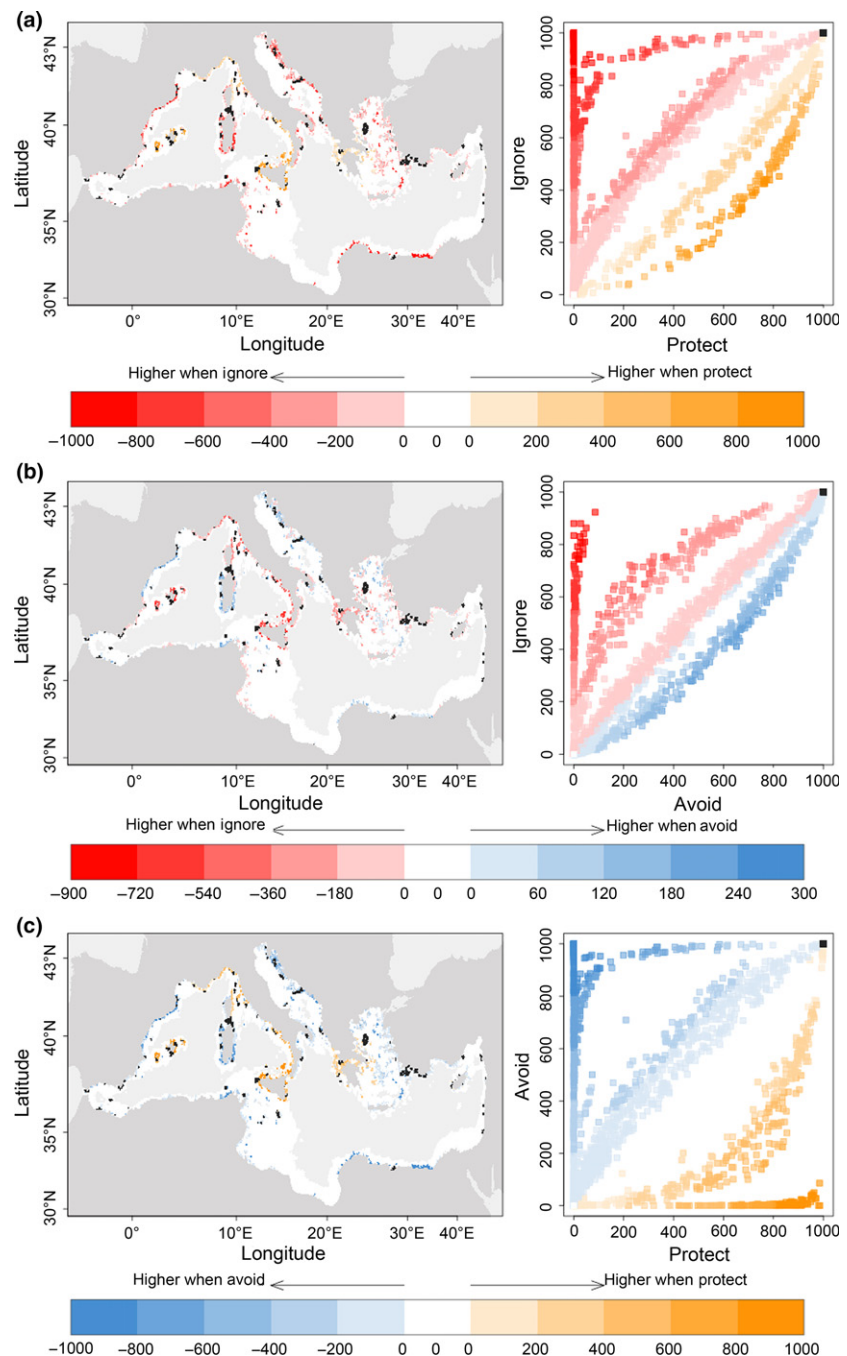 (a)
43°N
40°N
35°N
30°N
Latitude
0°
10°E
20°E
30°E
40°E
Longitude
1000
800
600
400
200
0
Ignore
0
200
400
600
800
1000
Protect
Higher when ignore
Higher when protect
–1000 –800 –600 –400 –200 0 0 0 200 400 600 800 1000
(b)
43°N
40°N
35°N
30°N
Latitude
0°
10°E
20°E
30°E
40°E
Longitude
1000
800
600
400
200
0
Ignore
0
200
400
600
800
1000
Avoid
Higher when ignore
Higher when avoid
–900 –720 –540 –360 –180 0 0 0 60 120 180 240 300
(c)
43°N
40°N
35°N
30°N
Latitude
0°
10°E
20°E
30°E
40°E
Longitude
1000
800
600
400
200
0
Avoid
0
200
400
600
800
1000
Protect
Higher when avoid
Higher when protect
–1000 –800 –600 –400 –200 0 0 0 200 400 600 800 1000